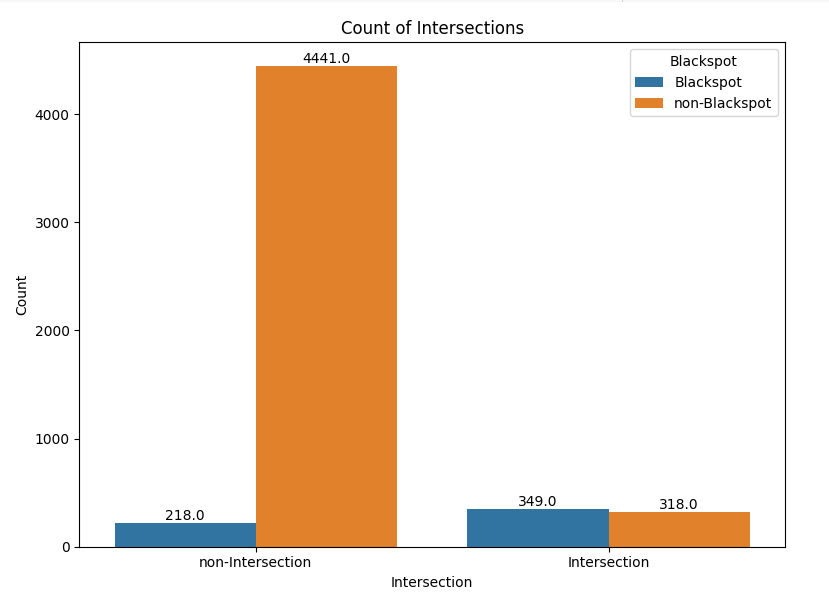 Count of Intersections
4441.0
Blackspot
Blackspot
non-Blackspot
4000
3000
2000
1000
0
Count
218.0
349.0
318.0
non-Intersection
Intersection
Intersection